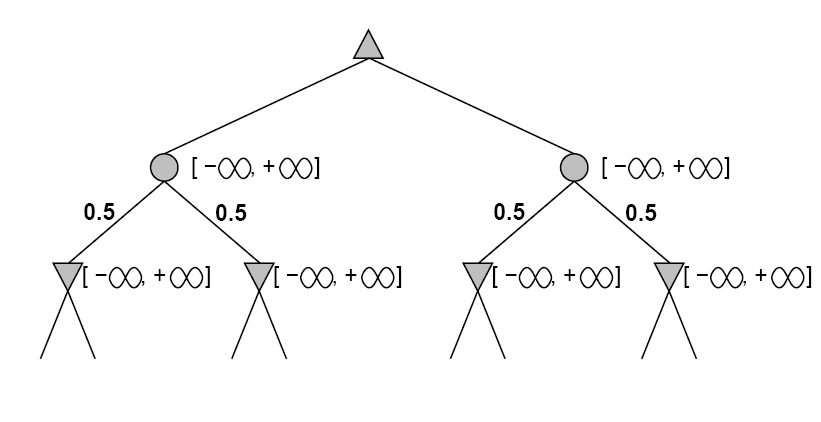 [ −∞, +∞] [ −∞, +∞]
0.5 0.5 0.5 0.5
[ −∞, +∞] [ −∞, +∞] [ −∞, +∞] [ −∞, +∞]